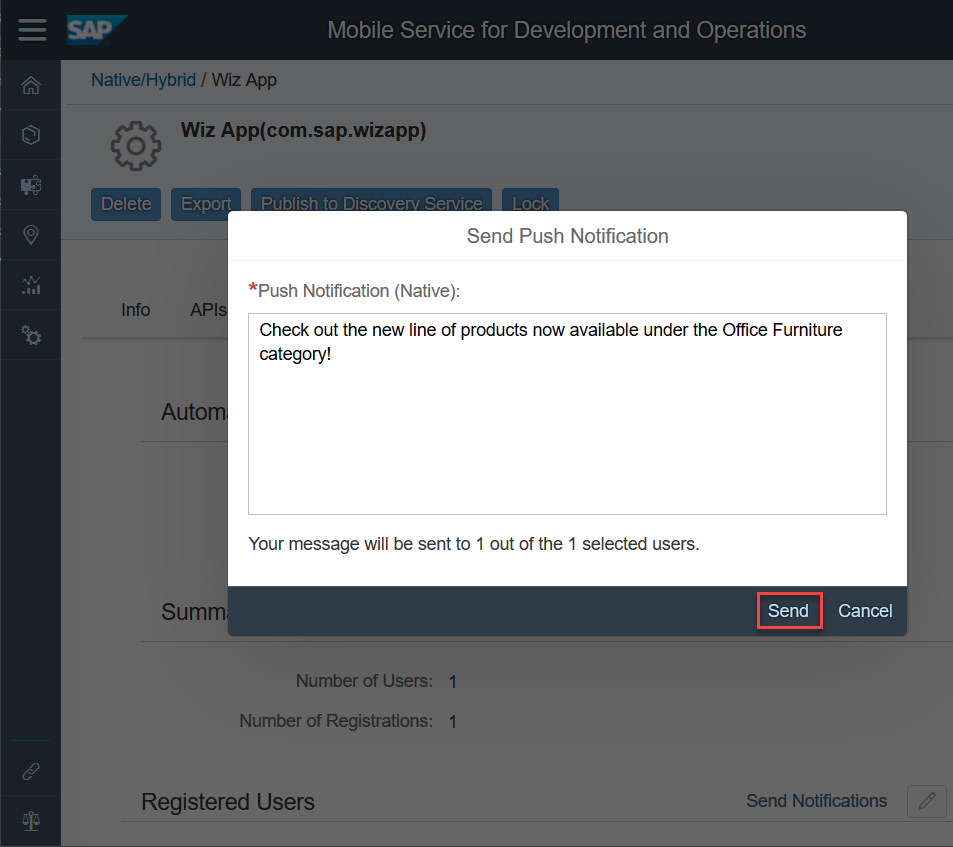 SAP
Mobile Service for Development and Operations
Native/Hybrid / Wiz App
Wiz App(com.sap.wizapp)
Delete Export Publish to Discovery Service Lock
Send Push Notification
*Push Notification (Native):
Info APIs
Check out the new line of products now available under the Office Furniture
category!
Your message will be sent to 1 out of the 1 selected users.
Send Cancel
Number of Users: 1
Number of Registrations: 1
Registered Users Send Notifications